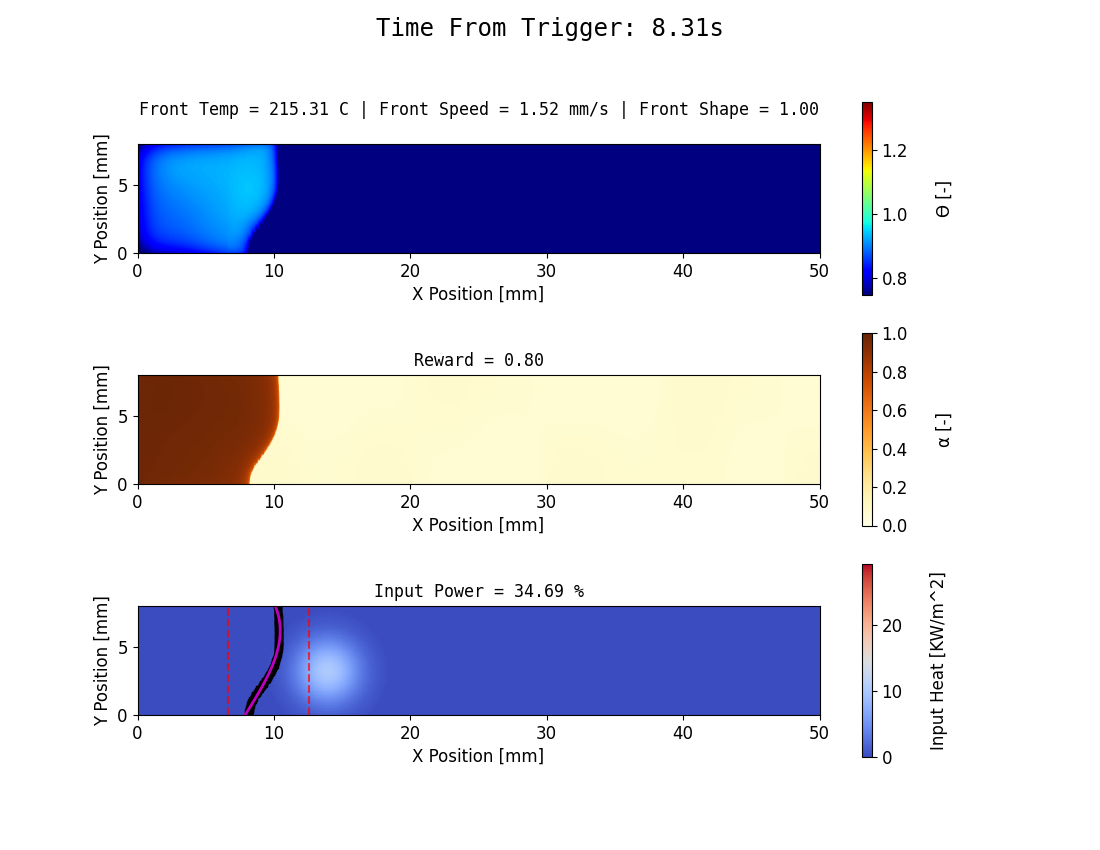 Time From Trigger: 8.31s
Front Temp = 215.31 C | Front Speed = 1.52 mm/s | Front Shape = 1.00
Y Position [mm]
5
0
0 10 20 30 40 50
X Position [mm]
1.2
1.0
0.8
Θ [-]
Reward = 0.80
Y Position [mm]
5
0
0 10 20 30 40 50
X Position [mm]
1.0
0.8
0.6
0.4
0.2
0.0
α [-]
Input Power = 34.69 %
Y Position [mm]
5
0
0 10 20 30 40 50
X Position [mm]
20
10
0
Input Heat [KW/m^2]